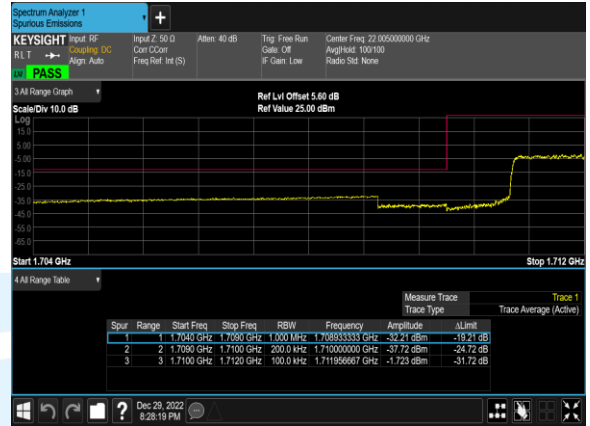 Spectrum Analyzer 1
Spurious Emissions
KEYSIGHT Input: RF Input Z: 50 Ω Atten: 40 dB Trig: Free Run Center Freq: 22.005000000 GHz
RLT Coupling: DC Corr CCorr Gate: Off Avg|Hold: 100/100
Align: Auto Freq Ref: Int (S) IF Gain: Low Radio Std: None
PASS
3 All Range Graph
Ref Lvl Offset 5.60 dB
Scale/Div 10.0 dB Ref Value 25.00 dBm
Log
15.0
5.00
-5.00
-15.0
-25.0
-35.0
-45.0
-55.0
-65.0
Start 1.704 GHz Stop 1.712 GHz
4 All Range Table
Measure Trace Trace 1
Trace Type Trace Average (Active)
Spur Range Start Freq Stop Freq RBW Frequency Amplitude ΔLimit
1 1 1.7040 GHz 1.7090 GHz 1.000 MHz 1.708933333 GHz -32.21 dBm -19.21 dB
2 2 1.7090 GHz 1.7100 GHz 200.0 kHz 1.710000000 GHz -37.72 dBm -24.72 dB
3 3 1.7100 GHz 1.7120 GHz 100.0 kHz 1.711956667 GHz -1.723 dBm -31.72 dB
? Dec 29, 2022
8:28:19 PM